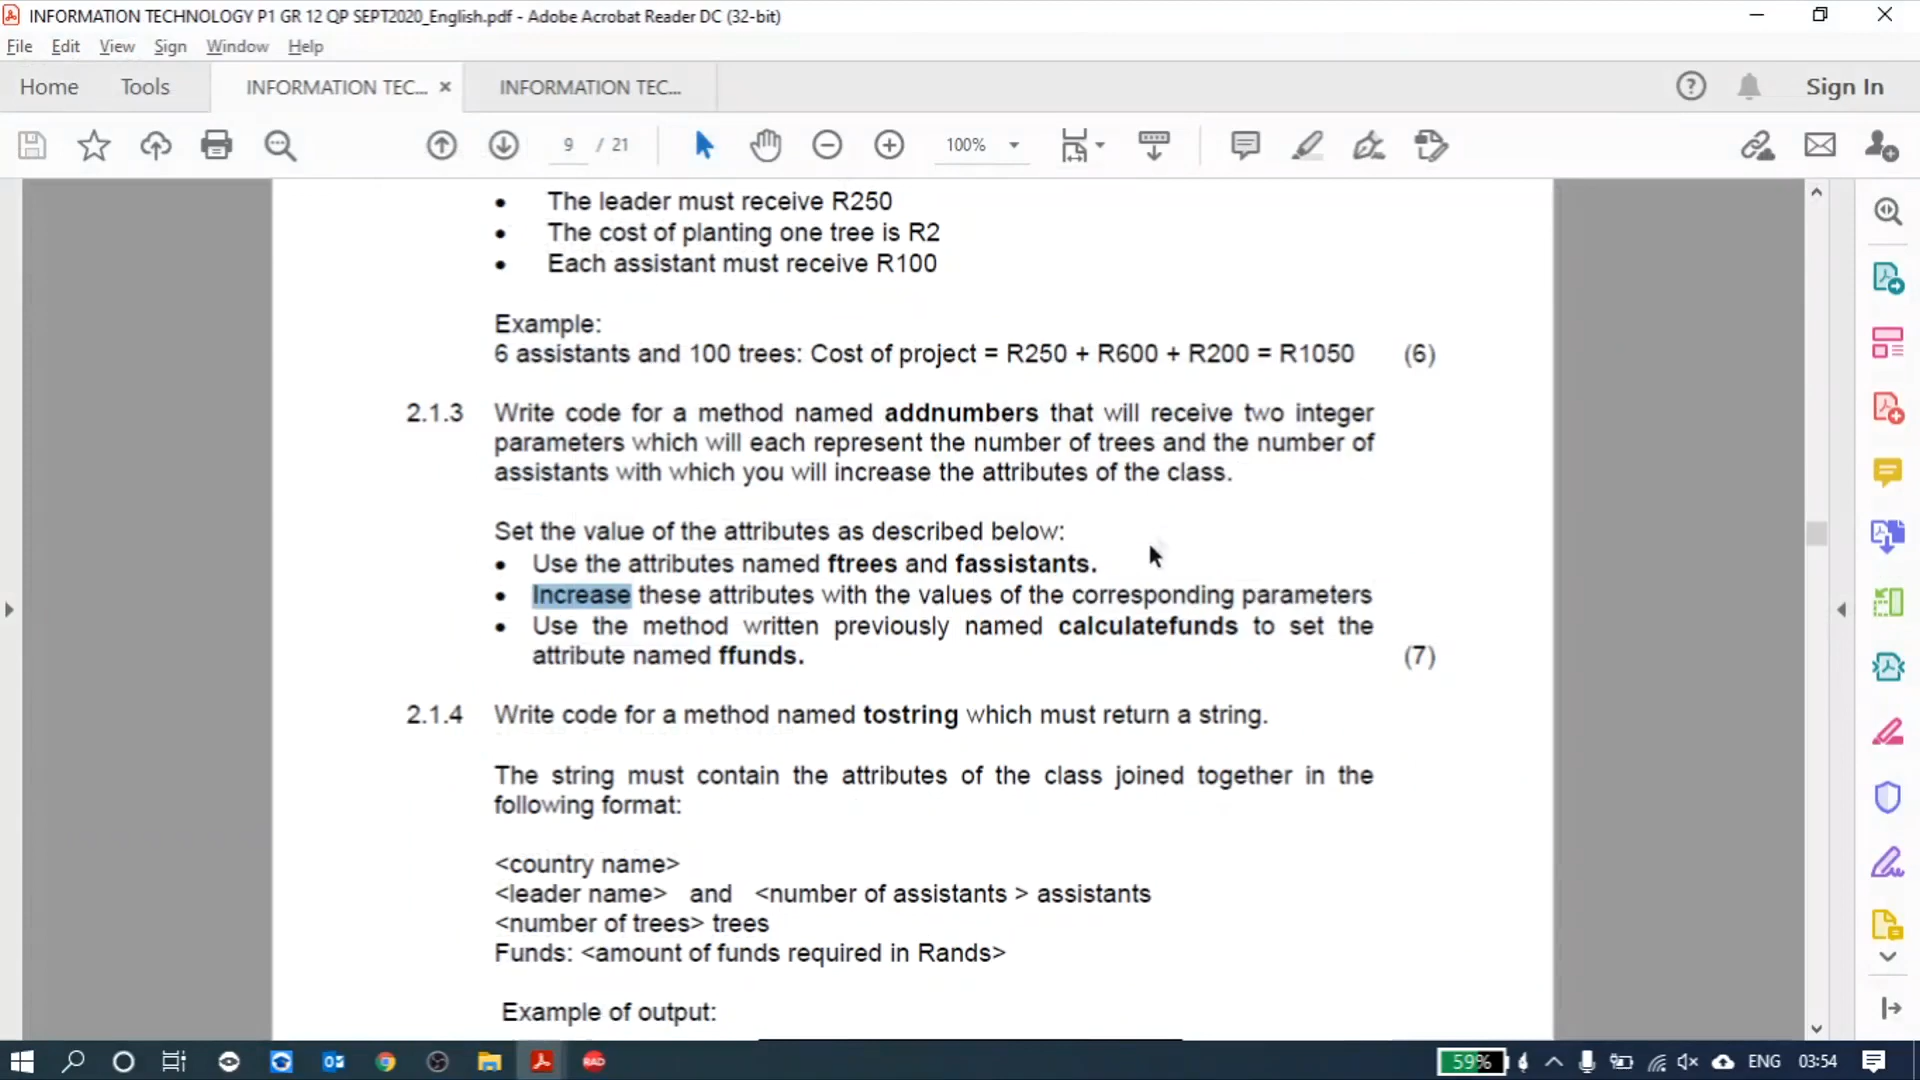 INFORMATION TECHNOLOGY P1 GR 12 QP SEPT2020_English.pdf - Adobe Acrobat Reader DC (32-bit)
File Edit View Sign Window Help
Home Tools INFORMATION TEC... × INFORMATION TEC... Sign In
9 / 21 100%
• The leader must receive R250
• The cost of planting one tree is R2
• Each assistant must receive R100
Example:
6 assistants and 100 trees: Cost of project = R250 + R600 + R200 = R1050 (6)
2.1.3 Write code for a method named addnumbers that will receive two integer
parameters which will each represent the number of trees and the number of
assistants with which you will increase the attributes of the class.
Set the value of the attributes as described below:
• Use the attributes named ftrees and fassistants.
• Increase these attributes with the values of the corresponding parameters
• Use the method written previously named calculatefunds to set the
attribute named ffunds. (7)
2.1.4 Write code for a method named tostring which must return a string.
The string must contain the attributes of the class joined together in the
following format:
<country name>
<leader name> and <number of assistants > assistants
<number of trees> trees
Funds: <amount of funds required in Rands>
Example of output:
RAD 59% ENG 03:54